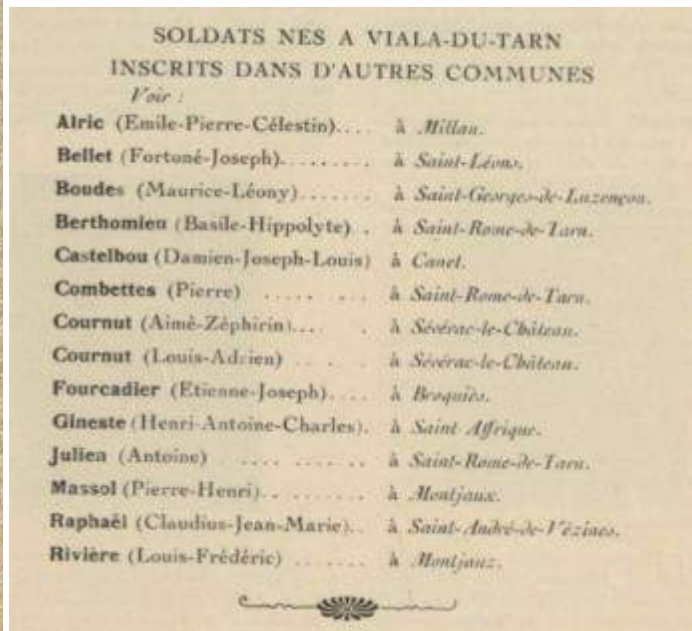 SOLDATS NES A VIALA-DU-TARN
INSCRITS DANS D'AUTRES COMMUNES
Voir :
Alric (Emile-Pierre-Célestin).... à Millau.
Bellet (Fortuné-Joseph)......... à Saint-Léons.
Boudes (Maurice-Léony)....... à Saint-Georges-de-Luzençon.
Berthomieu (Basile-Hippolyte) . à Saint-Rome-de-Tarn.
Castelbou (Damien-Joseph-Louis) à Canet.
Combettes (Pierre) ..... .. .. à Saint-Rome-de-Tarn.
Cournut (Aimé-Zéphirin)... . à Sévérac-le-Château.
Cournut (Louis-Adrien) .. .. . à Sévérac-le-Château.
Fourcadier (Etienne-Joseph).... à Broquiès.
Gineste (Henri-Antoine-Charles). à Saint Affrique.
Julien (Antoine) .... .... .. à Saint-Rome-de-Tarn.
Massol (Pierre-Henri).. ....... à Montjaux.
Raphaël (Claudius-Jean-Marie).. à Saint-André-de-Vézines.
Rivière (Louis-Frédéric) ....... à Montjaux.